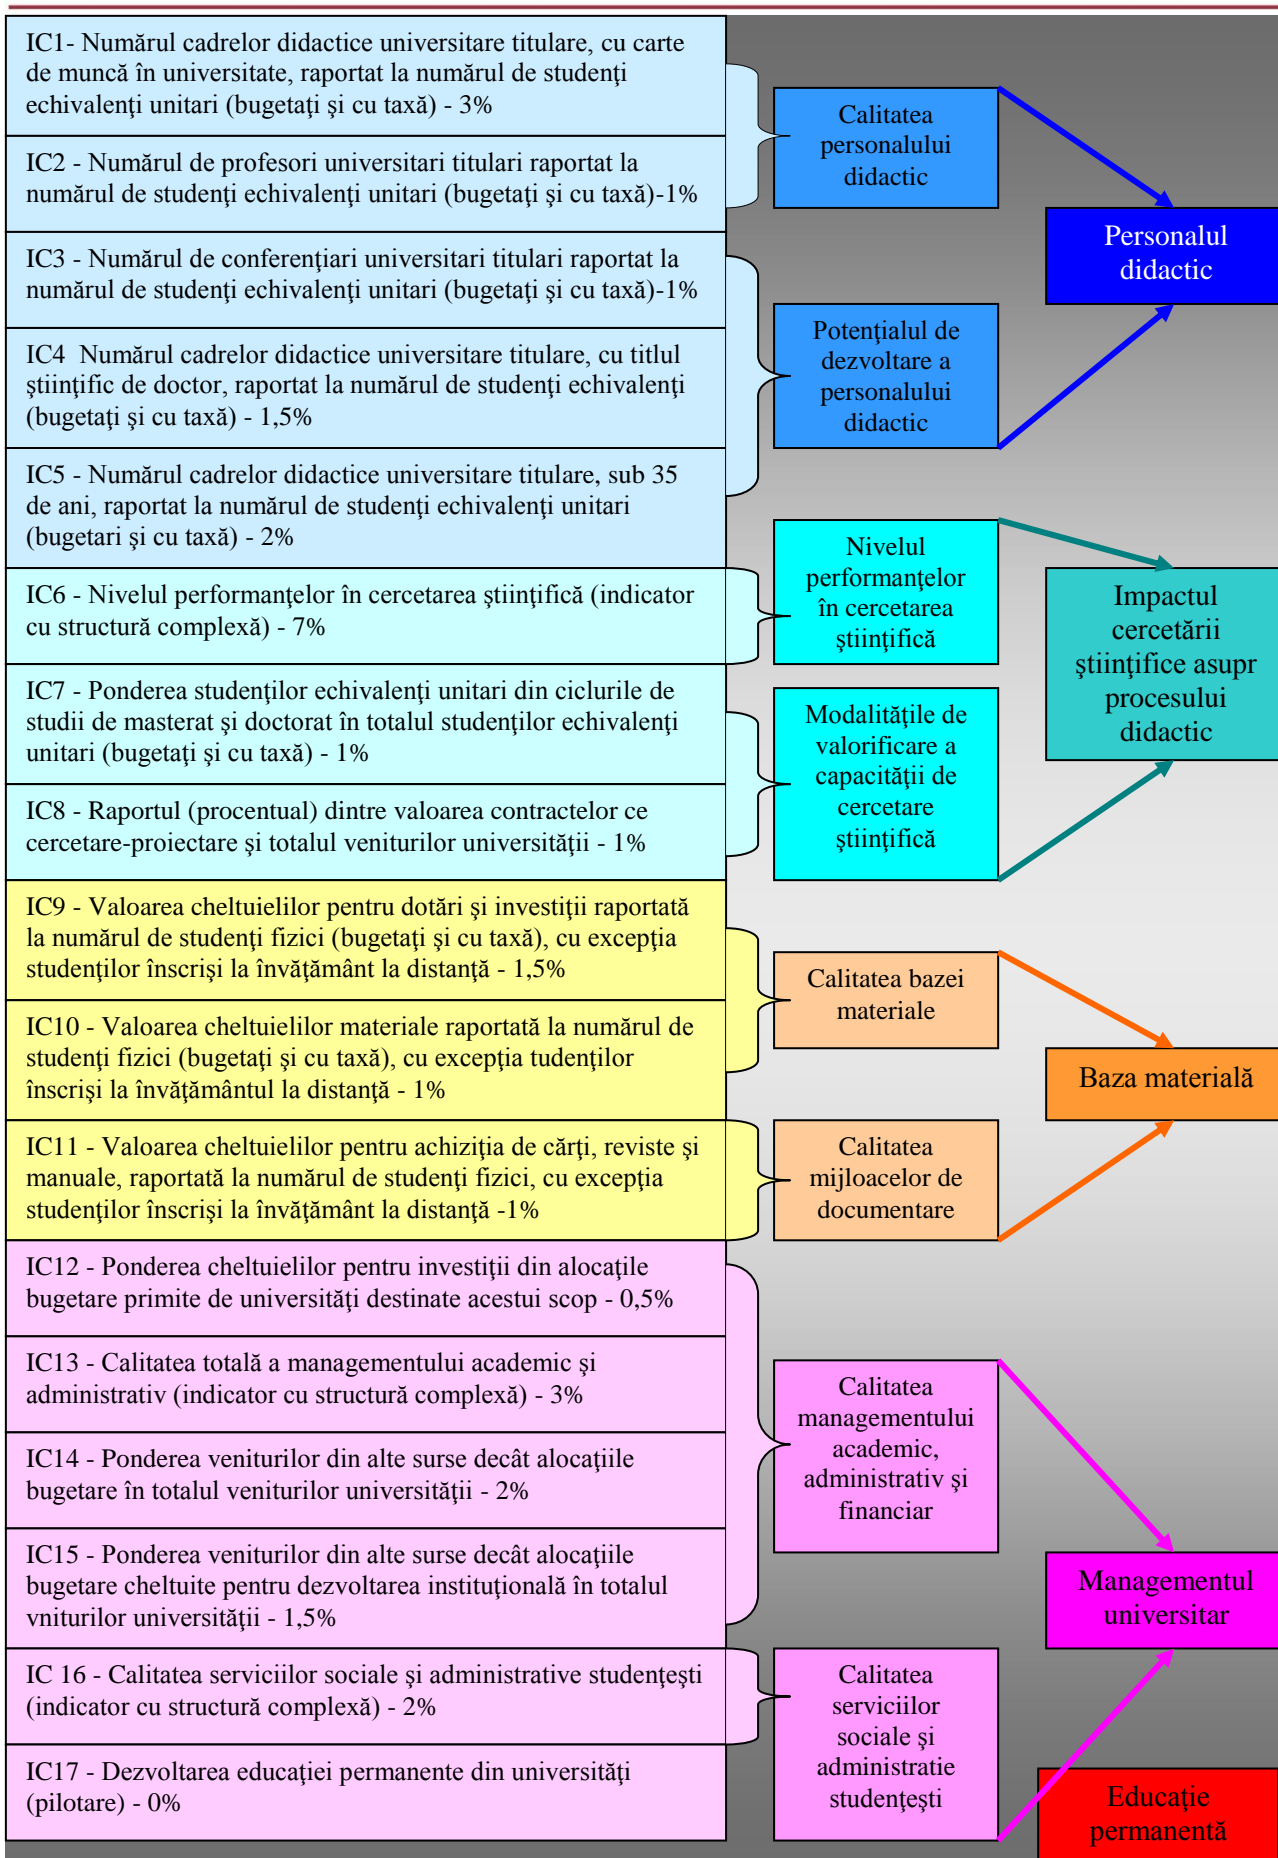 IC1- Numărul cadrelor didactice universitare titulare, cu carte
de muncă în universitate, raportat la numărul de studenţi
echivalenţi unitari (bugetaţi şi cu taxă) - 3%
IC2 - Numărul de profesori universitari titulari raportat la
numărul de studenţi echivalenţi unitari (bugetaţi şi cu taxă)-1%
IC3 - Numărul de conferenţiari universitari titulari raportat la
numărul de studenţi echivalenţi unitari (bugetaţi şi cu taxă)-1%
IC4  Numărul cadrelor didactice universitare titulare, cu titlul
ştiinţific de doctor, raportat la numărul de studenţi echivalenţi
(bugetaţi şi cu taxă) - 1,5%
IC5 - Numărul cadrelor didactice universitare titulare, sub 35
de ani, raportat la numărul de studenţi echivalenţi unitari
(bugetari şi cu taxă) - 2%
IC6 - Nivelul performanţelor în cercetarea ştiinţifică (indicator
cu structură complexă) - 7%
IC7 - Ponderea studenţilor echivalenţi unitari din ciclurile de
studii de masterat şi doctorat în totalul studenţilor echivalenţi
unitari (bugetaţi şi cu taxă) - 1%
IC8 - Raportul (procentual) dintre valoarea contractelor ce
cercetare-proiectare şi totalul veniturilor universităţii - 1%
IC9 - Valoarea cheltuielilor pentru dotări şi investiţii raportată
la numărul de studenţi fizici (bugetaţi şi cu taxă), cu excepţia
studenţilor înscrişi la învăţământ la distanţă - 1,5%
IC10 - Valoarea cheltuielilor materiale raportată la numărul de
studenţi fizici (bugetaţi şi cu taxă), cu excepţia tudenţilor
înscrişi la învăţământul la distanţă - 1%
IC11 - Valoarea cheltuielilor pentru achiziţia de cărţi, reviste şi
manuale, raportată la numărul de studenţi fizici, cu excepţia
studenţilor înscrişi la învăţământ la distanţă -1%
IC12 - Ponderea cheltuielilor pentru investiţii din alocaţile
bugetare primite de universităţi destinate acestui scop - 0,5%
IC13 - Calitatea totală a managementului academic şi
administrativ (indicator cu structură complexă) - 3%
IC14 - Ponderea veniturilor din alte surse decât alocaţiile
bugetare în totalul veniturilor universităţii - 2%
IC15 - Ponderea veniturilor din alte surse decât alocaţiile
bugetare cheltuite pentru dezvoltarea instituţională în totalul
vniturilor universităţii - 1,5%
IC 16 - Calitatea serviciilor sociale şi administrative studenţeşti
(indicator cu structură complexă) - 2%
IC17 - Dezvoltarea educaţiei permanente din universităţi
(pilotare) - 0%
Calitatea
personalului
didactic
Potenţialul de
dezvoltare a
personalului
didactic
Nivelul
performanţelor
în cercetarea
ştiinţifică
Modalităţile de
valorificare a
capacităţii de
cercetare
ştiinţifică
Calitatea bazei
materiale
Calitatea
mijloacelor de
documentare
Calitatea
managementului
academic,
administrativ şi
financiar
Calitatea
serviciilor
sociale şi
administratie
studenţeşti
Personalul
didactic
Impactul
cercetării
ştiinţifice asupr
procesului
didactic
Baza materială
Managementul
universitar
Educaţie
permanentă